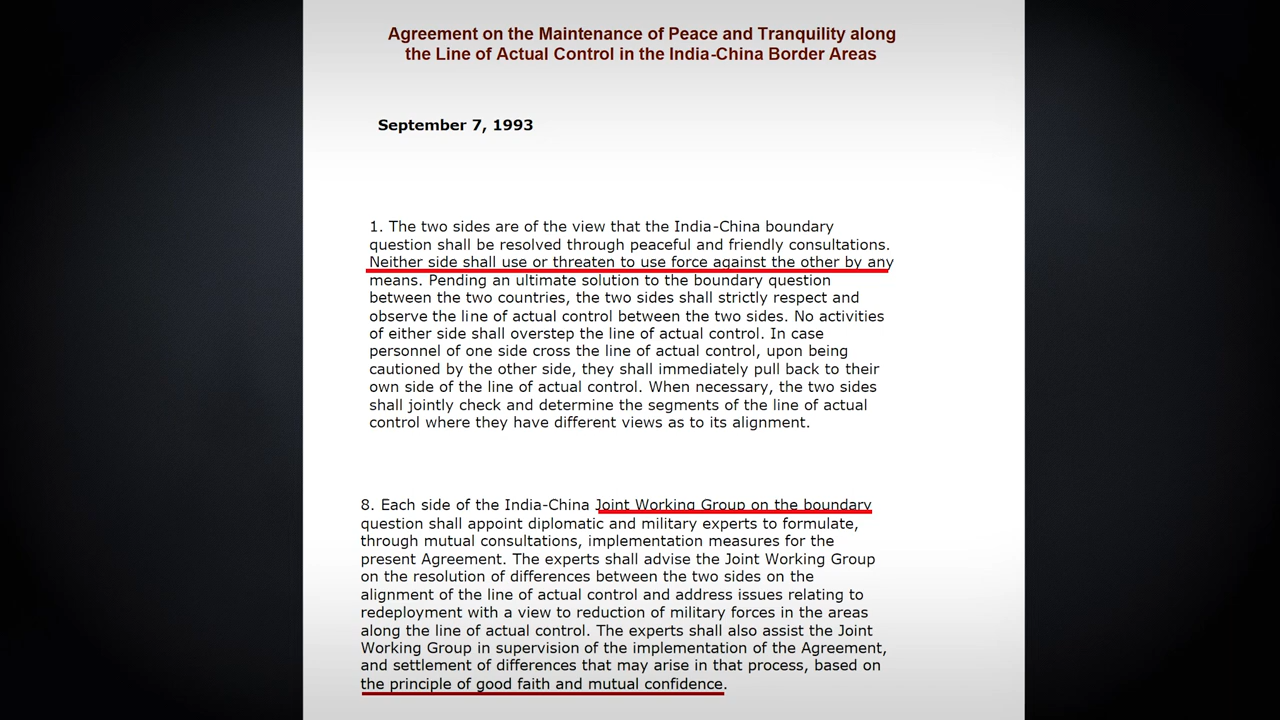 Agreement on the Maintenance of Peace and Tranquility along
the Line of Actual Control in the India-China Border Areas
September 7, 1993
1. The two sides are of the view that the India-China boundary
question shall be resolved through peaceful and friendly consultations.
Neither side shall use or threaten to use force against the other by any
means. Pending an ultimate solution to the boundary question
between the two countries, the two sides shall strictly respect and
observe the line of actual control between the two sides. No activities
of either side shall overstep the line of actual control. In case
personnel of one side cross the line of actual control, upon being
cautioned by the other side, they shall immediately pull back to their
own side of the line of actual control. When necessary, the two sides
shall jointly check and determine the segments of the line of actual
control where they have different views as to its alignment.
8. Each side of the India-China Joint Working Group on the boundary
question shall appoint diplomatic and military experts to formulate,
through mutual consultations, implementation measures for the
present Agreement. The experts shall advise the Joint Working Group
on the resolution of differences between the two sides on the
alignment of the line of actual control and address issues relating to
redeployment with a view to reduction of military forces in the areas
along the line of actual control. The experts shall also assist the Joint
Working Group in supervision of the implementation of the Agreement,
and settlement of differences that may arise in that process, based on
the principle of good faith and mutual confidence.